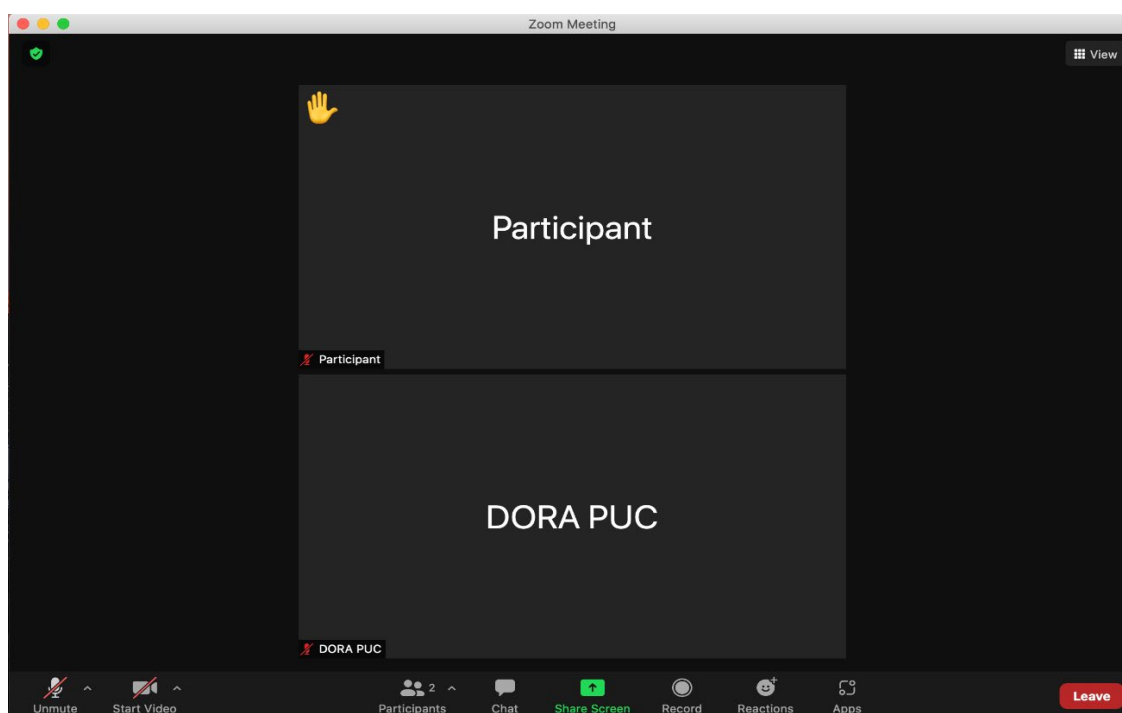 Zoom Meeting
View
Participant
Participant
DORA PUC
DORA PUC
Unmute Start Video Participants 2 Chat Share Screen Record Reactions Apps Leave